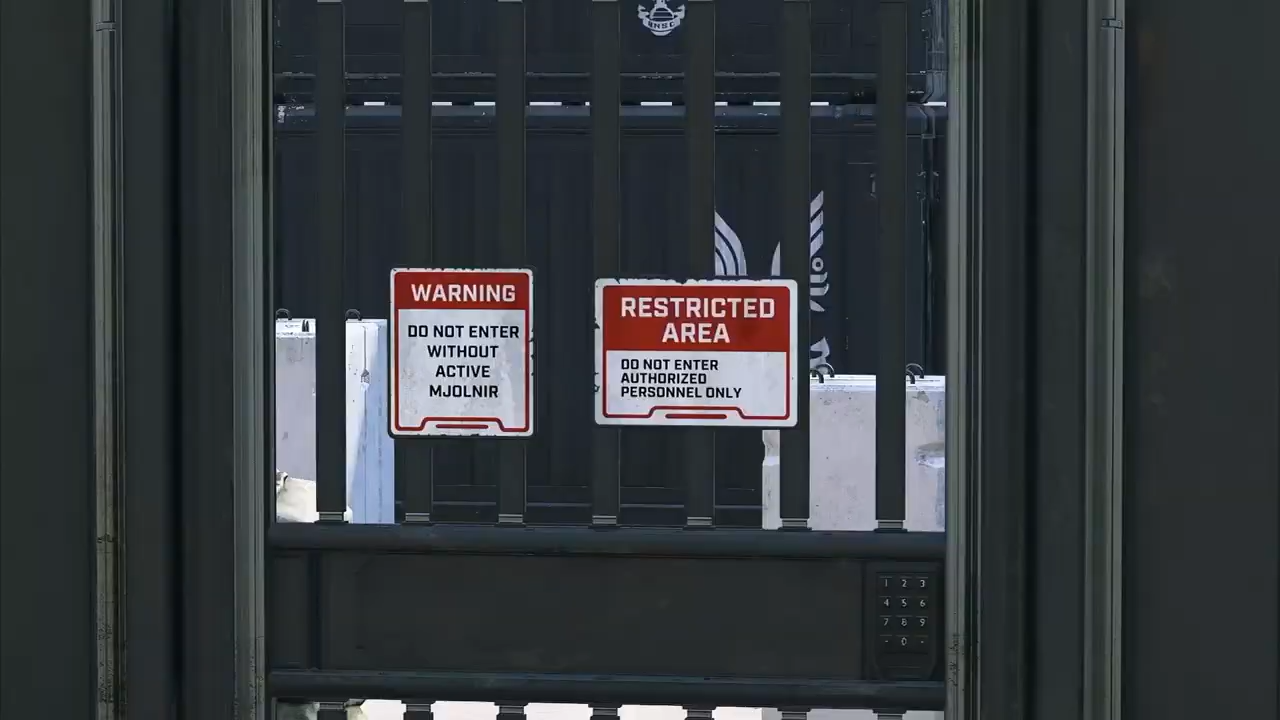 UNSC
WARNING
DO NOT ENTER
WITHOUT
ACTIVE
MJOLNIR
RESTRICTED
AREA
DO NOT ENTER
AUTHORIZED
PERSONNEL ONLY
1 2 3
4 5 6
7 8 9
- 0 -